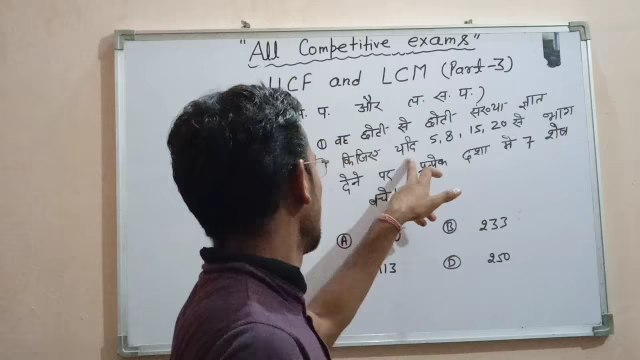 "All Competitive exams"
HCF and LCM (Part-3)
स. प. और ल. स. प.)
① वह छोटी से छोटी संख्या ज्ञात
किजिए यदि 5, 8, 15, 20 से भाग
देने पर प्रत्येक दशा में 7 शेष
बचे
Ⓐ Ⓑ 233
113 Ⓓ 250